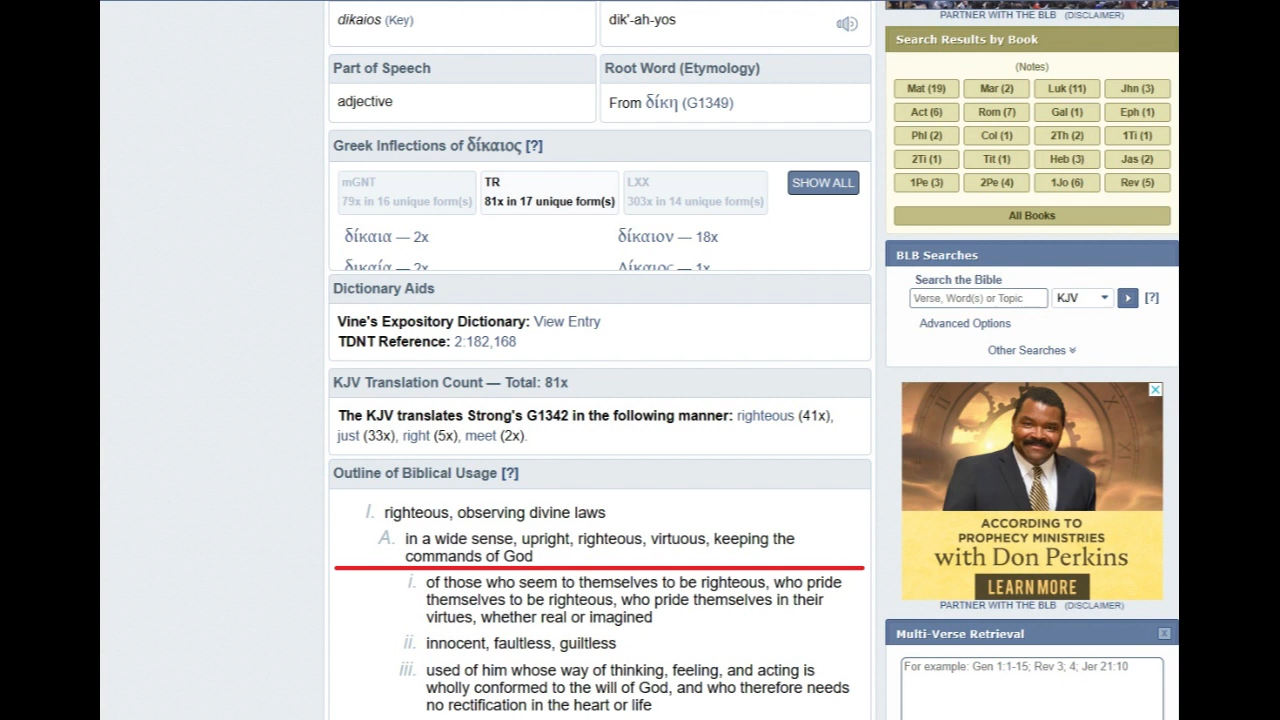 dikaios (Key)
dik'-ah-yos
Part of Speech
Root Word (Etymology)
adjective
From δίκη (G1349)
Greek Inflections of δίκαιος [?]
mGNT
79x in 16 unique form(s)
TR
81x in 17 unique form(s)
LXX
303x in 14 unique form(s)
SHOW ALL
δίκαια — 2x
δίκαιον — 18x
δικαία — 2x
Δίκαιος — 1x
Dictionary Aids
Vine's Expository Dictionary: View Entry
TDNT Reference: 2:182,168
KJV Translation Count — Total: 81x
The KJV translates Strong's G1342 in the following manner: righteous (41x),
just (33x), right (5x), meet (2x).
Outline of Biblical Usage [?]
I. righteous, observing divine laws
A. in a wide sense, upright, righteous, virtuous, keeping the
commands of God
i. of those who seem to themselves to be righteous, who pride
themselves to be righteous, who pride themselves in their
virtues, whether real or imagined
ii. innocent, faultless, guiltless
iii. used of him whose way of thinking, feeling, and acting is
wholly conformed to the will of God, and who therefore needs
no rectification in the heart or life
PARTNER WITH THE BLB (DISCLAIMER)
Search Results by Book
(Notes)
Mat (19) Mar (2) Luk (11) Jhn (3)
Act (6) Rom (7) Gal (1) Eph (1)
Phl (2) Col (1) 2Th (2) 1Ti (1)
2Ti (1) Tit (1) Heb (3) Jas (2)
1Pe (3) 2Pe (4) 1Jo (6) Rev (5)
All Books
BLB Searches
Search the Bible
Verse, Word(s) or Topic
KJV
[?]
Advanced Options
Other Searches
XI
ACCORDING TO
PROPHECY MINISTRIES
with Don Perkins
LEARN MORE
PARTNER WITH THE BLB (DISCLAIMER)
Multi-Verse Retrieval
x
For example: Gen 1:1-15; Rev 3; 4; Jer 21:10